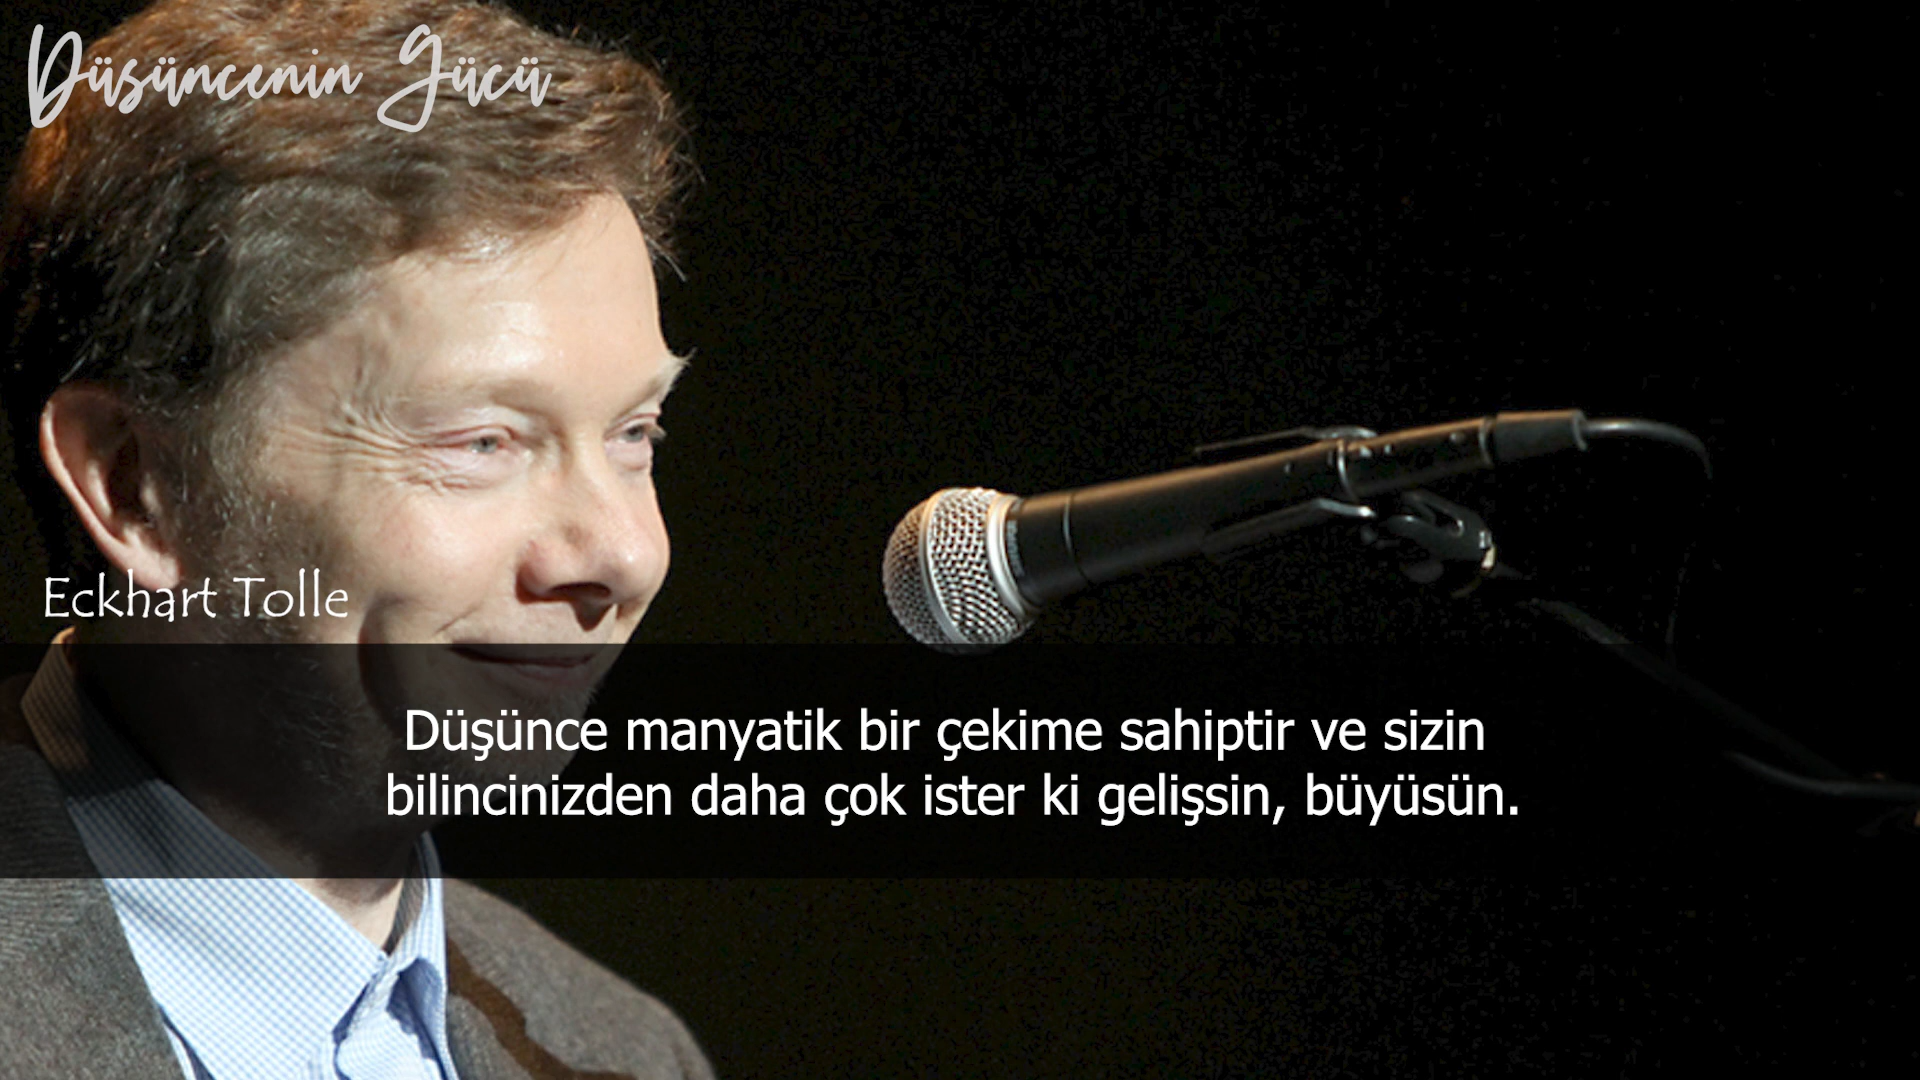 Düşüncenin Gücü
Eckhart Tolle
Düşünce manyatik bir çekime sahiptir ve sizin
bilincinizden daha çok ister ki gelişsin, büyüsün.